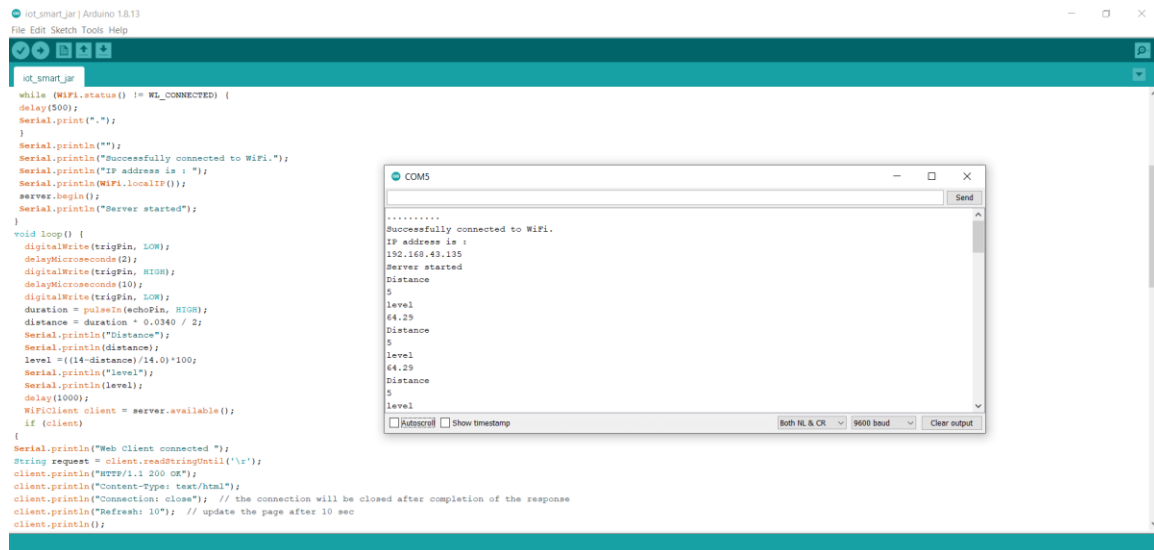 iot_smart_jar | Arduino 1.8.13
File Edit Sketch Tools Help
iot_smart_jar
while (WiFi.status() != WL_CONNECTED) {
delay(500);
Serial.print(".");
}
Serial.println("");
Serial.println("Successfully connected to WiFi.");
Serial.println("IP address is : ");
Serial.println(WiFi.localIP());
server.begin();
Serial.println("Server started");
}
void loop() {
digitalWrite(trigPin, LOW);
delayMicroseconds(2);
digitalWrite(trigPin, HIGH);
delayMicroseconds(10);
digitalWrite(trigPin, LOW);
duration = pulseIn(echoPin, HIGH);
distance = duration * 0.0340 / 2;
Serial.println("Distance");
Serial.println(distance);
level =((14-distance)/14.0)*100;
Serial.println("level");
Serial.println(level);
delay(1000);
WiFiClient client = server.available();
if (client)
{
Serial.println("Web Client connected ");
String request = client.readStringUntil('\r');
client.println("HTTP/1.1 200 OK");
client.println("Content-Type: text/html");
client.println("Connection: close"); // the connection will be closed after completion of the response
client.println("Refresh: 10"); // update the page after 10 sec
client.println();
COM5
Send
..........
Successfully connected to WiFi.
IP address is :
192.168.43.135
Server started
Distance
5
level
64.29
Distance
5
level
64.29
Distance
5
level
Autoscroll Show timestamp Both NL & CR 9600 baud Clear output